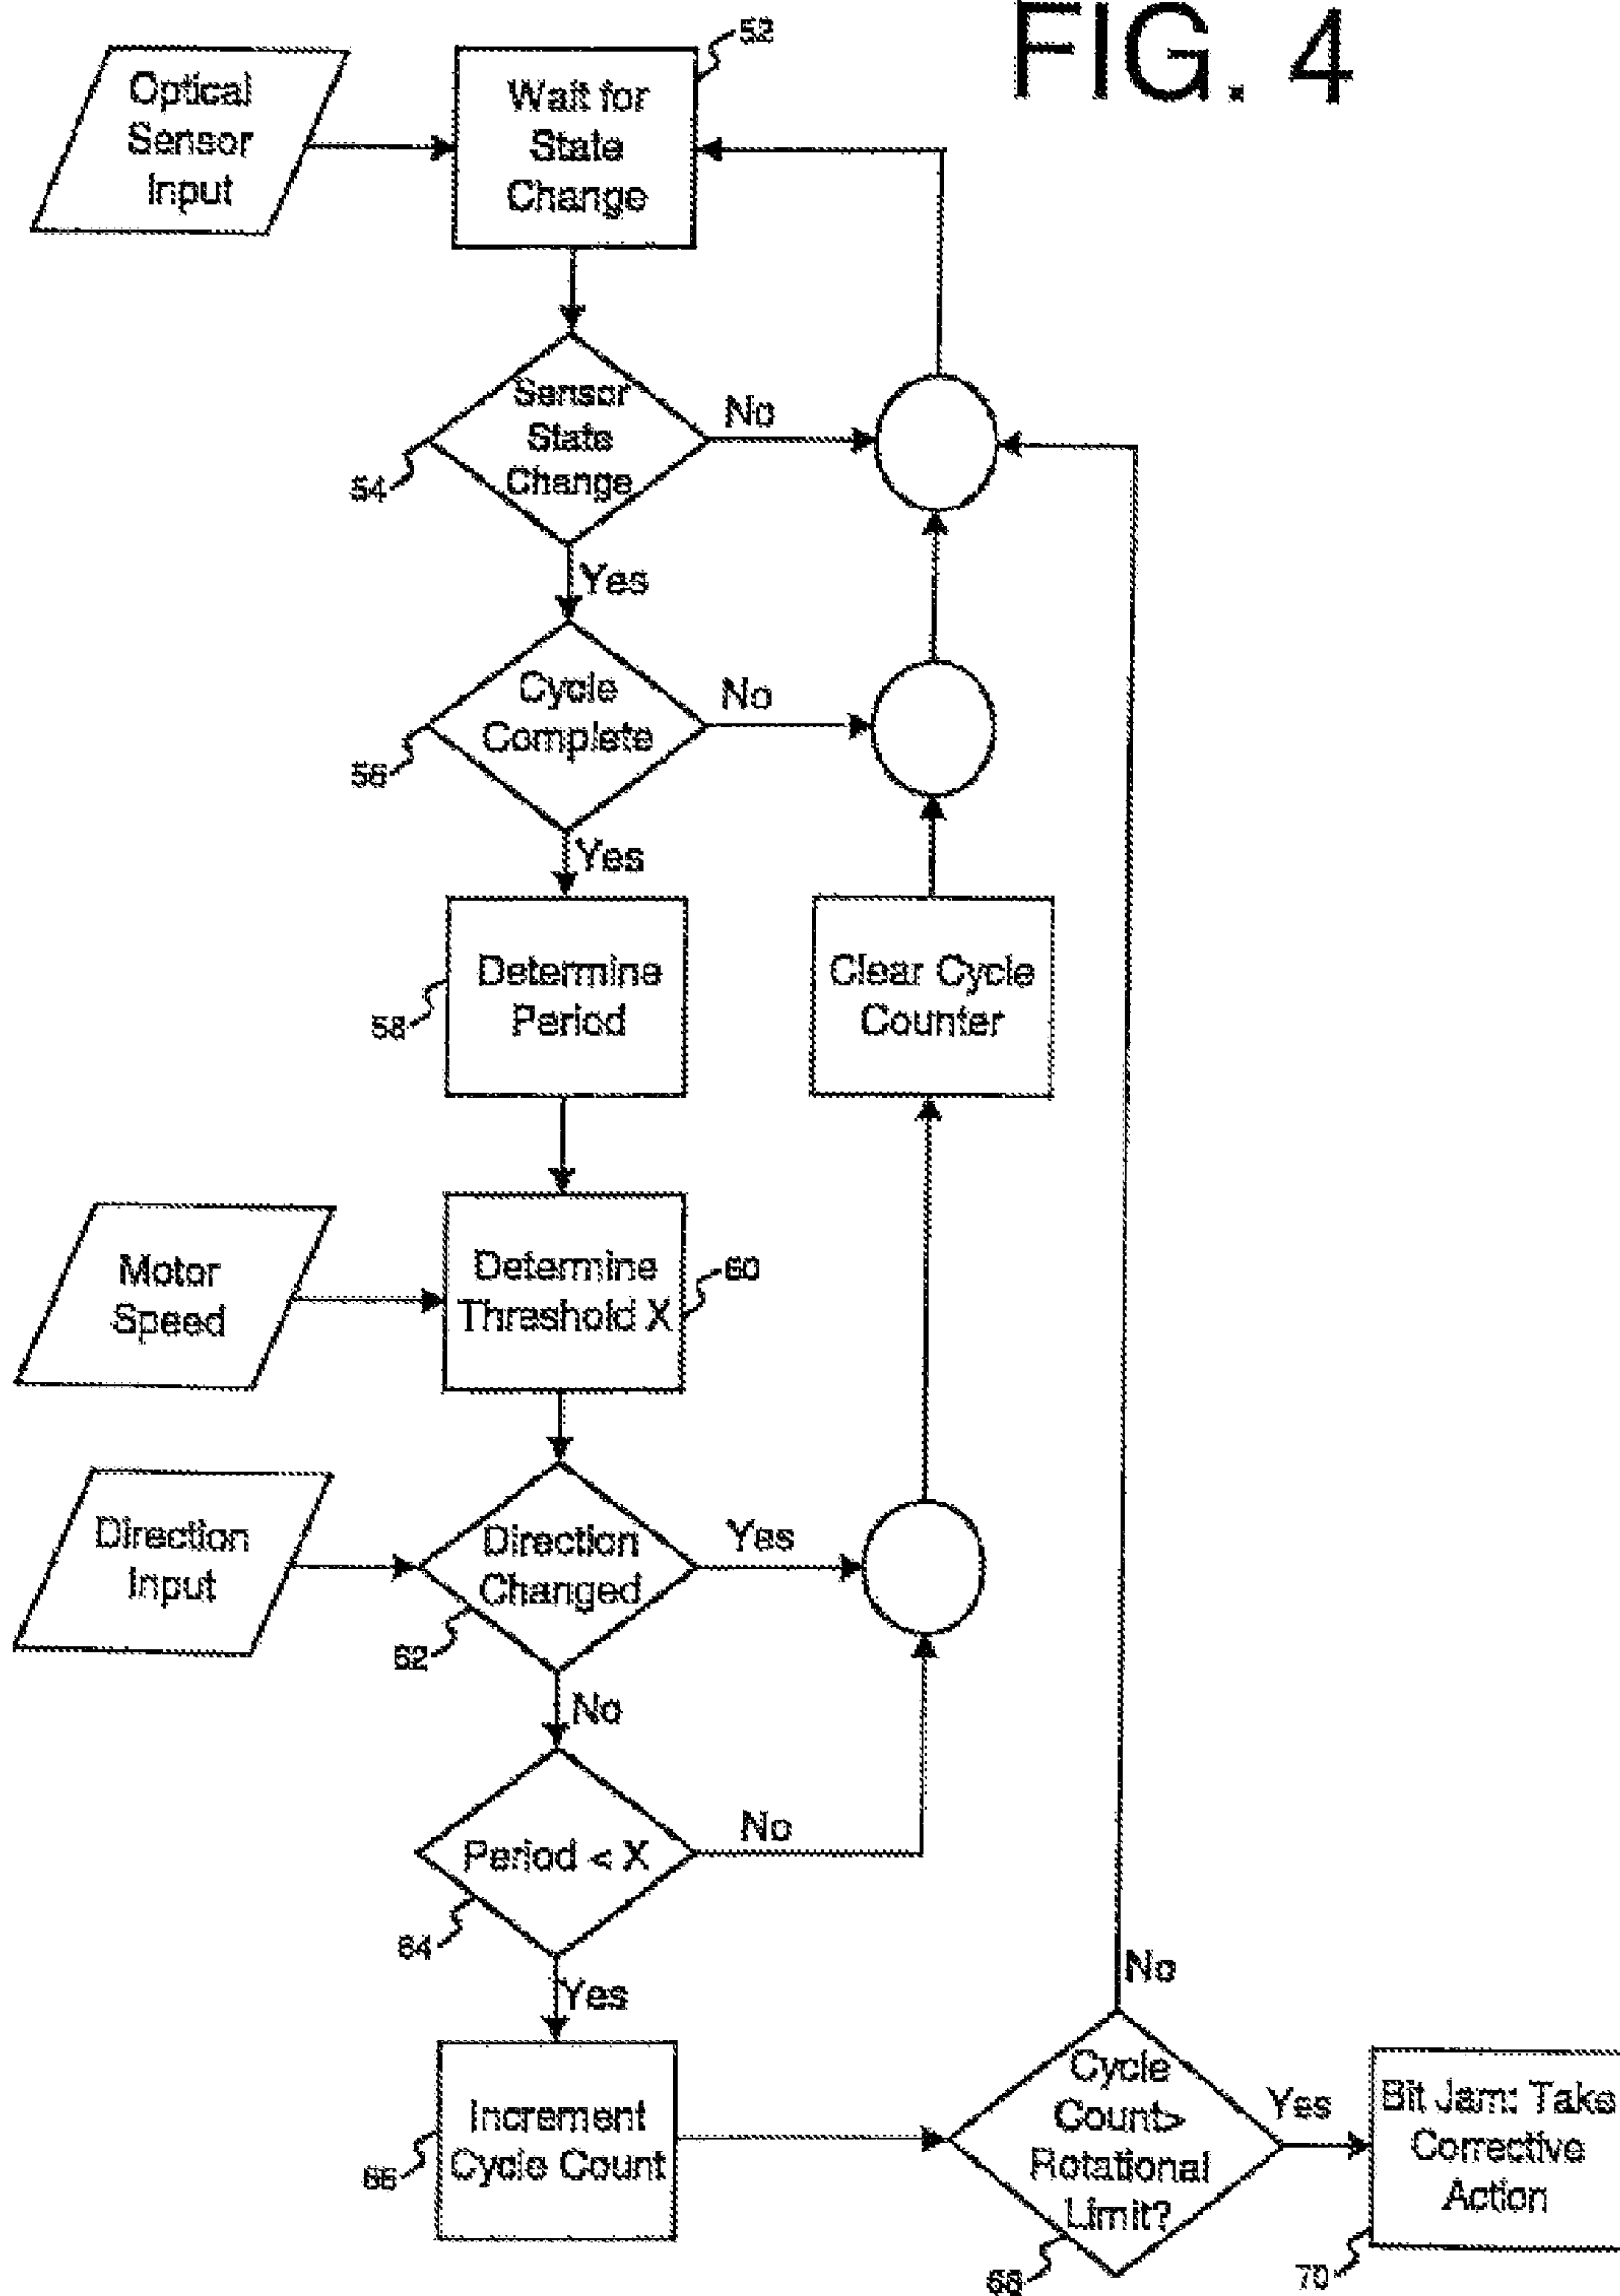 FIG. 4
52
Optical
Sensor
Input
Wait for
State
Change
Sensor
State
Change
No
54
Yes
Cycle
Complete
No
56
Yes
Determine
Period
58
Clear Cycle
Counter
Motor
Speed
Determine
Threshold X
60
Direction
Input
Direction
Changed
Yes
62
No
Period < X
No
64
Yes
No
Increment
Cycle Count
66
Cycle
Count>
Rotational
Limit?
68
Yes
Bit Jam: Take
Corrective
Action
70